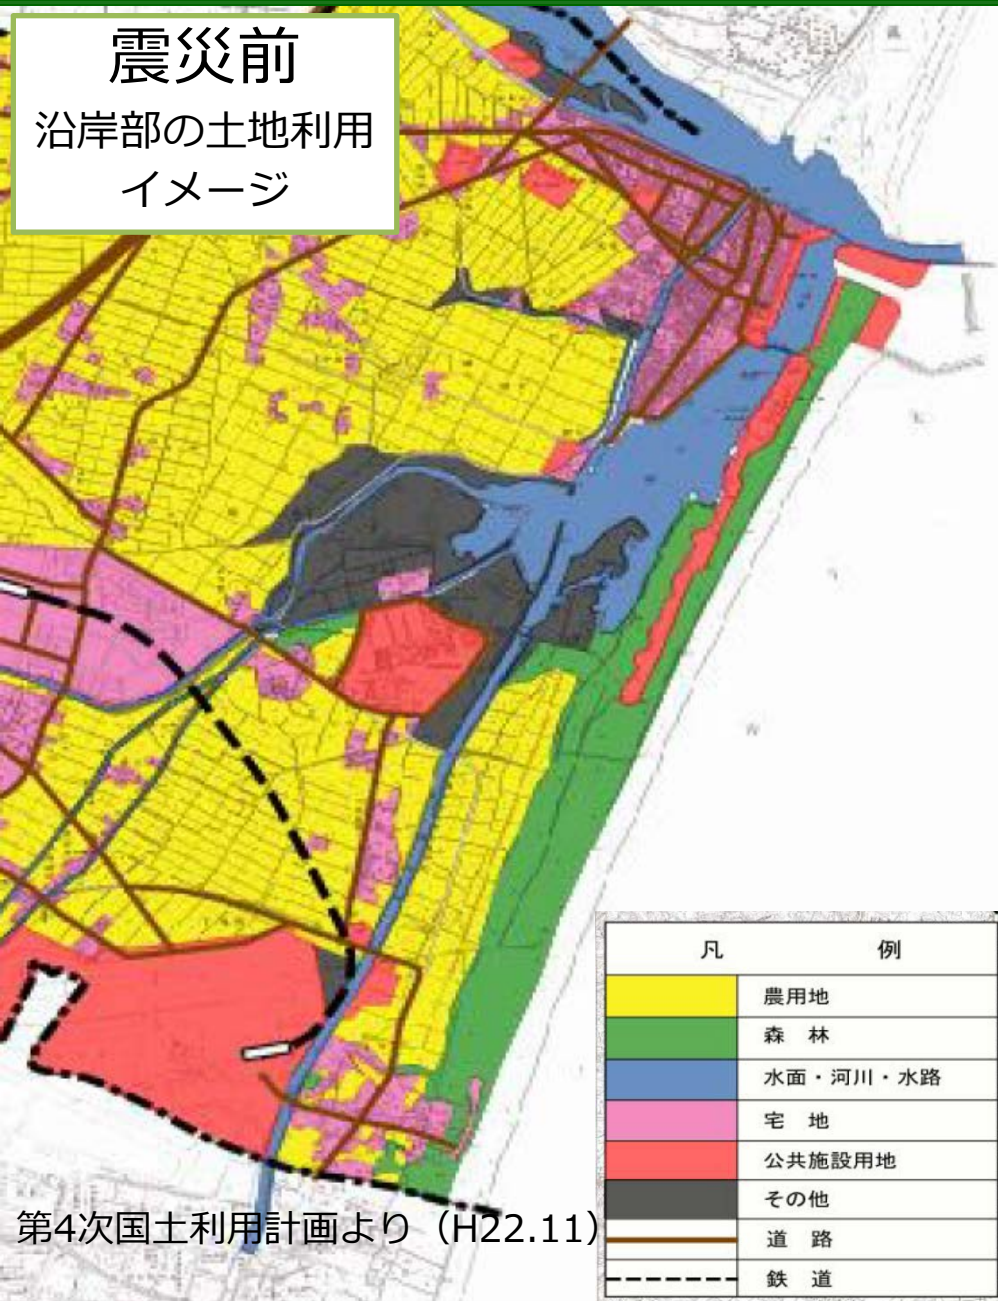 震災前
沿岸部の土地利用
イメージ
凡　例
農用地
森　林
水面・河川・水路
宅　地
公共施設用地
その他
道　路
鉄　道
第4次国土利用計画より（H22.11）